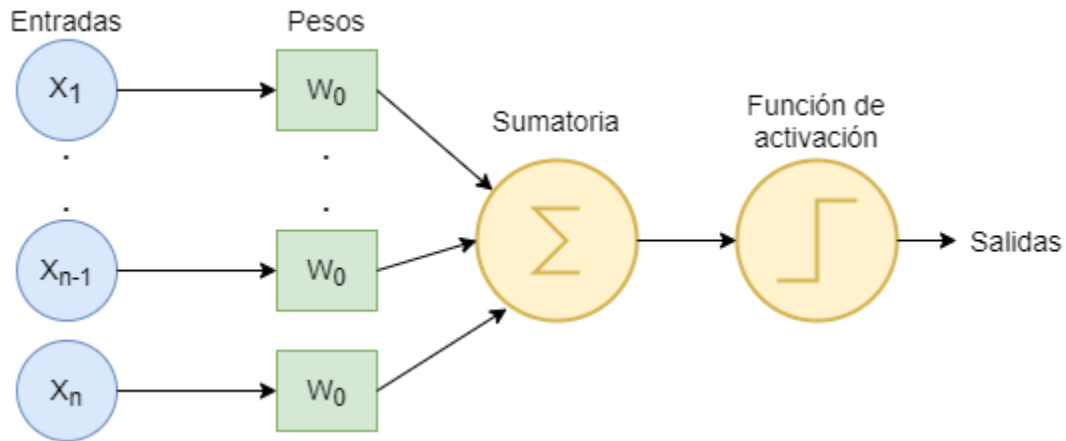 Entradas
Pesos
X1
W0
Función de
activación
Sumatoria
.
.
.
.
Xn-1
W0
Σ
Salidas
Xn
W0